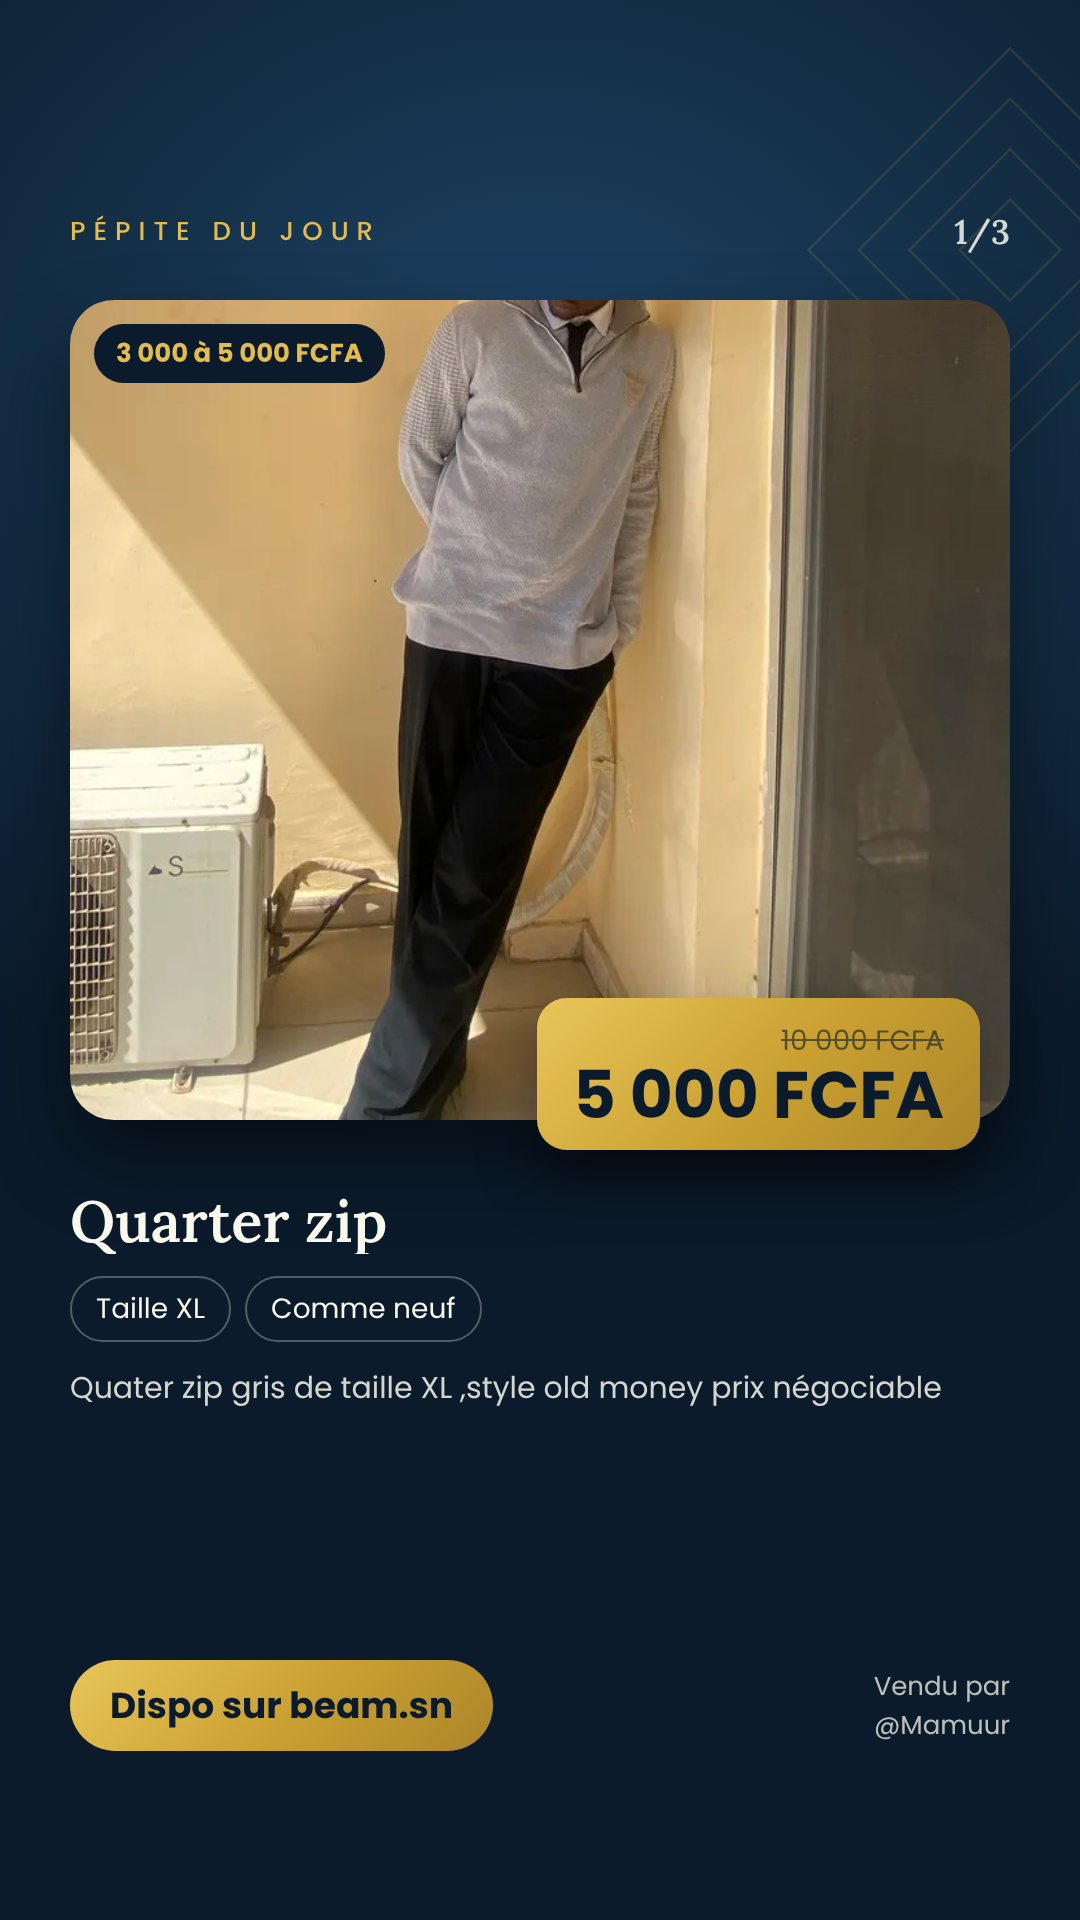 PÉPITE DU JOUR
1/3
3 000 à 5 000 FCFA
S
10 000 FCFA
5 000 FCFA
Quarter zip
Taille XL
Comme neuf
Quater zip gris de taille XL ,style old money prix négociable
Dispo sur beam.sn
Vendu par
@Mamuur